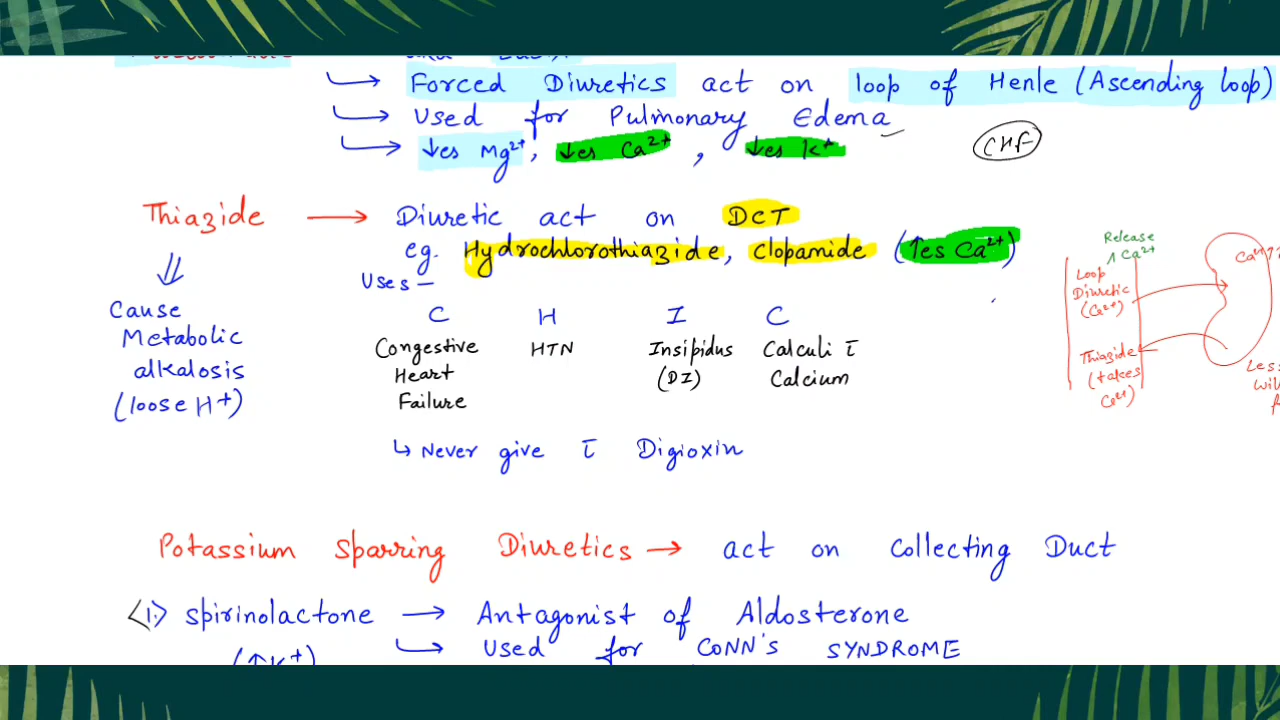 ↳ Forced Diuretics act on loop of Henle (Ascending loop)
↳ Used for Pulmonary Edema
↳ ↓es Mg²⁺, ↓es Ca²⁺, ↓es K⁺
CHF
Thiazide → Diuretic act on DCT
eg. Hydrochlorothiazide, Clopamide (↑es Ca²⁺)
⇓
Cause
Metabolic
alkalosis
(loose H⁺)
Uses –
C H I C
Congestive
Heart
Failure
HTN
Insipidus
(DI)
Calculi c̄
Calcium
↳ Never give c̄ Digioxin
Release
↑ Ca²⁺
Loop
Diuretic
(Ca²⁺)
Thiazide
(takes
Ca²⁺)
Potassium Sparring Diuretics → act on Collecting Duct
<1.> Spirinolactone → Antagonist of Aldosterone
(↑K⁺)
↳ Used for CONN'S SYNDROME